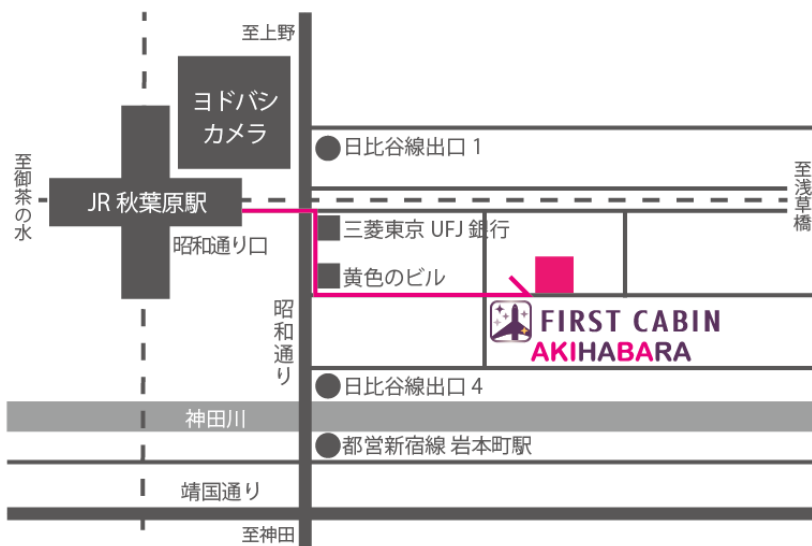 至上野
ヨドバシ
カメラ
日比谷線出口 1
至御茶の水
至浅草橋
JR 秋葉原駅
三菱東京 UFJ 銀行
昭和通り口
黄色のビル
昭和通り
FIRST CABIN
AKIHABARA
日比谷線出口 4
神田川
都営新宿線 岩本町駅
靖国通り
至神田